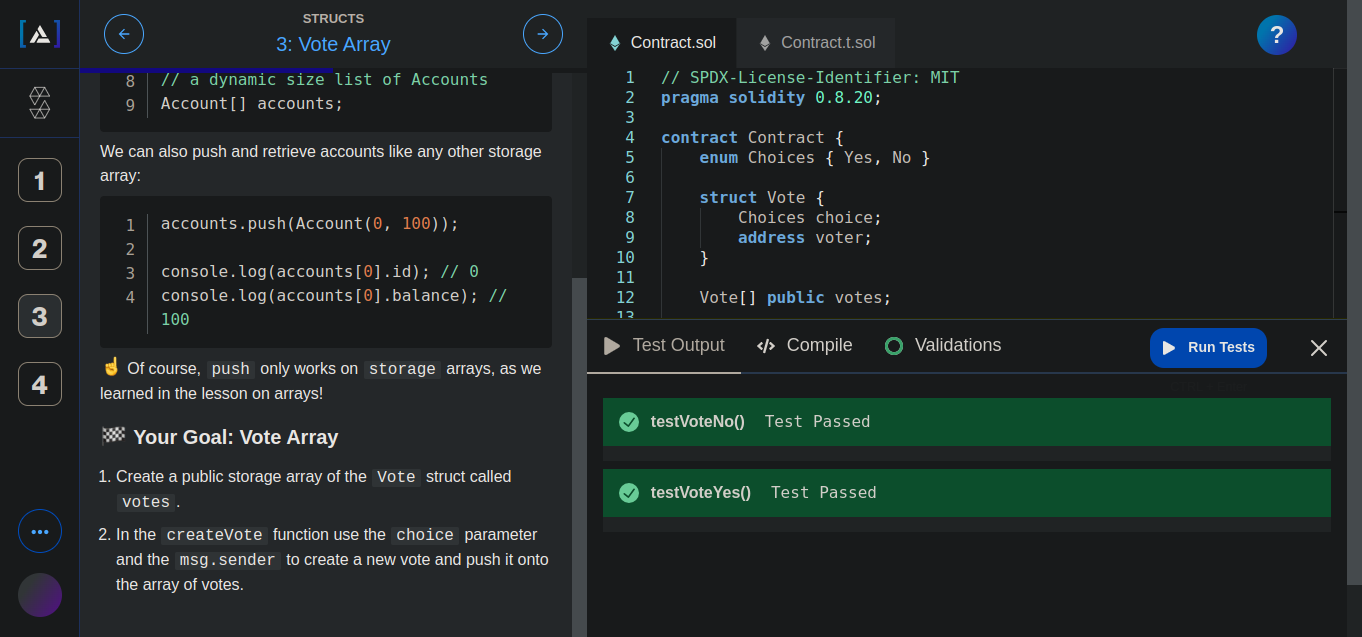 STRUCTS
3: Vote Array
8 // a dynamic size list of Accounts
9 Account[] accounts;
We can also push and retrieve accounts like any other storage
array:
1 accounts.push(Account(0, 100));
2
3 console.log(accounts[0].id); // 0
4 console.log(accounts[0].balance); //
100
☝ Of course, push only works on storage arrays, as we
learned in the lesson on arrays!
🏁 Your Goal: Vote Array
1. Create a public storage array of the Vote struct called
votes.
2. In the createVote function use the choice parameter
and the msg.sender to create a new vote and push it onto
the array of votes.
1
2
3
4
Contract.sol
Contract.t.sol
?
1 // SPDX-License-Identifier: MIT
2 pragma solidity 0.8.20;
3
4 contract Contract {
5 enum Choices { Yes, No }
6
7 struct Vote {
8 Choices choice;
9 address voter;
10 }
11
12 Vote[] public votes;
13
Test Output
Compile
Validations
Run Tests
testVoteNo() Test Passed
testVoteYes() Test Passed